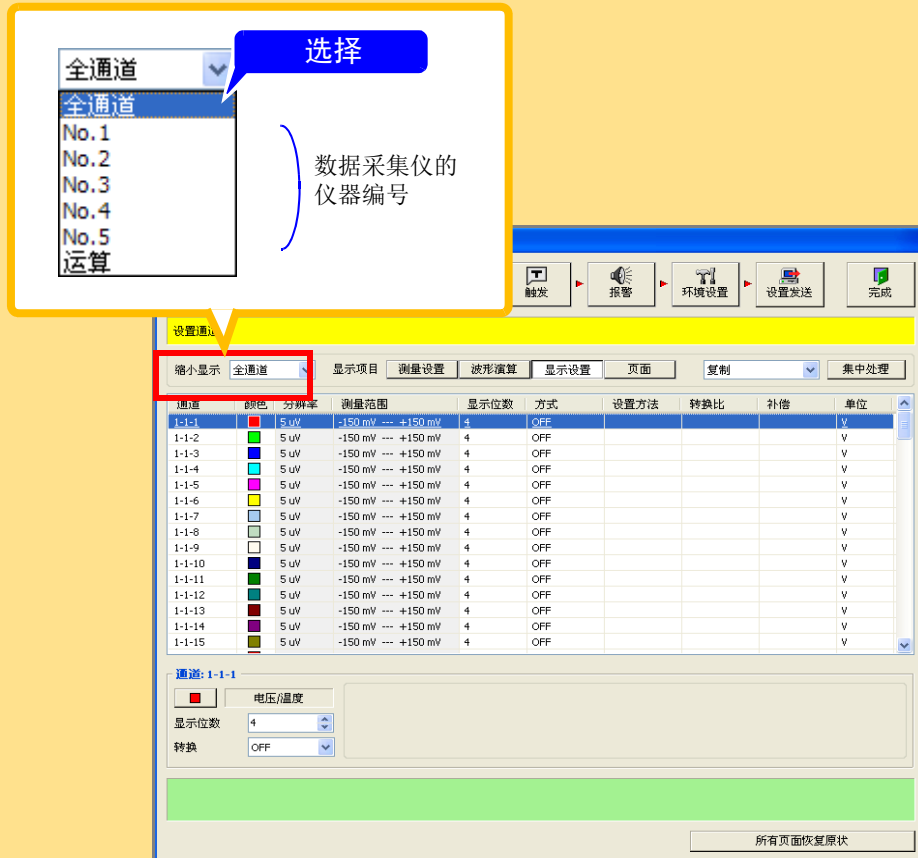 全通道
选择
全通道
No.1
No.2
No.3
No.4
No.5
运算
数据采集仪的
仪器编号
触发 报警 环境设置 设置发送 完成
设置通道
缩小显示 全通道 显示项目 测量设置 波形演算 显示设置 页面 复制 集中处理
通道 颜色 分辨率 测量范围 显示位数 方式 设置方法 转换比 补偿 单位
1-1-1 5 uV -150 mV --- +150 mV 4 OFF V
1-1-2 5 uV -150 mV --- +150 mV 4 OFF V
1-1-3 5 uV -150 mV --- +150 mV 4 OFF V
1-1-4 5 uV -150 mV --- +150 mV 4 OFF V
1-1-5 5 uV -150 mV --- +150 mV 4 OFF V
1-1-6 5 uV -150 mV --- +150 mV 4 OFF V
1-1-7 5 uV -150 mV --- +150 mV 4 OFF V
1-1-8 5 uV -150 mV --- +150 mV 4 OFF V
1-1-9 5 uV -150 mV --- +150 mV 4 OFF V
1-1-10 5 uV -150 mV --- +150 mV 4 OFF V
1-1-11 5 uV -150 mV --- +150 mV 4 OFF V
1-1-12 5 uV -150 mV --- +150 mV 4 OFF V
1-1-13 5 uV -150 mV --- +150 mV 4 OFF V
1-1-14 5 uV -150 mV --- +150 mV 4 OFF V
1-1-15 5 uV -150 mV --- +150 mV 4 OFF V
通道: 1-1-1
电压/温度
显示位数 4
转换 OFF
所有页面恢复原状